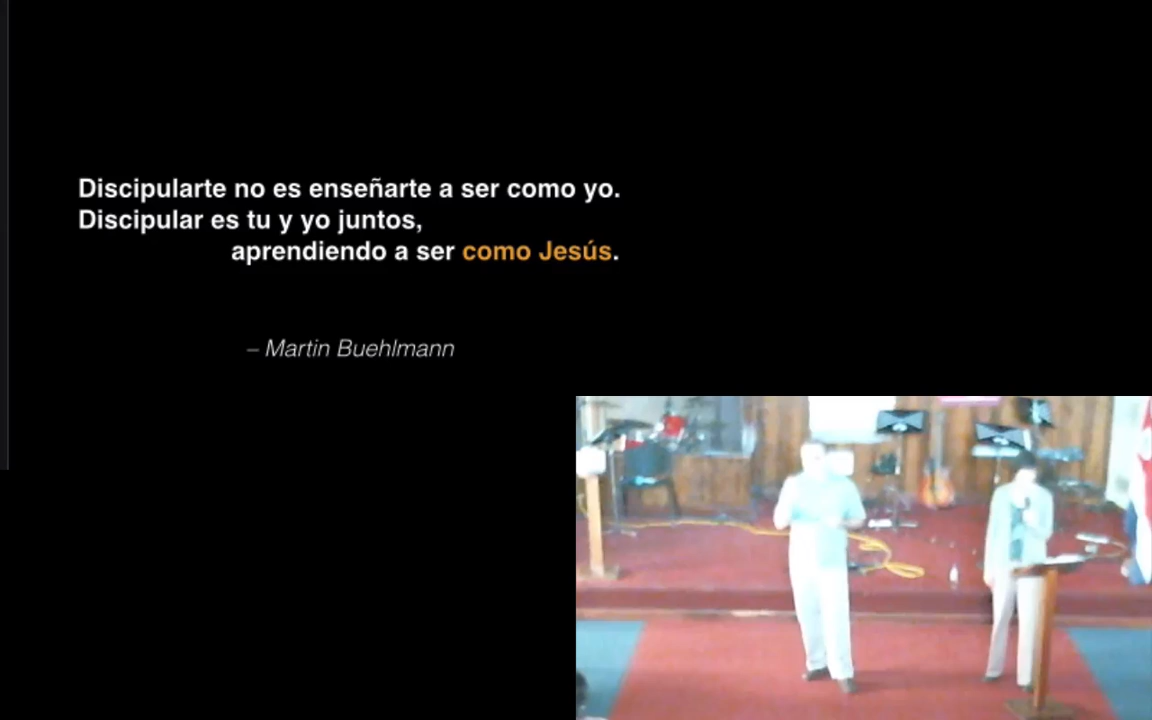 Discipularte no es enseñarte a ser como yo.
Discipular es tu y yo juntos,
aprendiendo a ser como Jesús.
– Martin Buehlmann